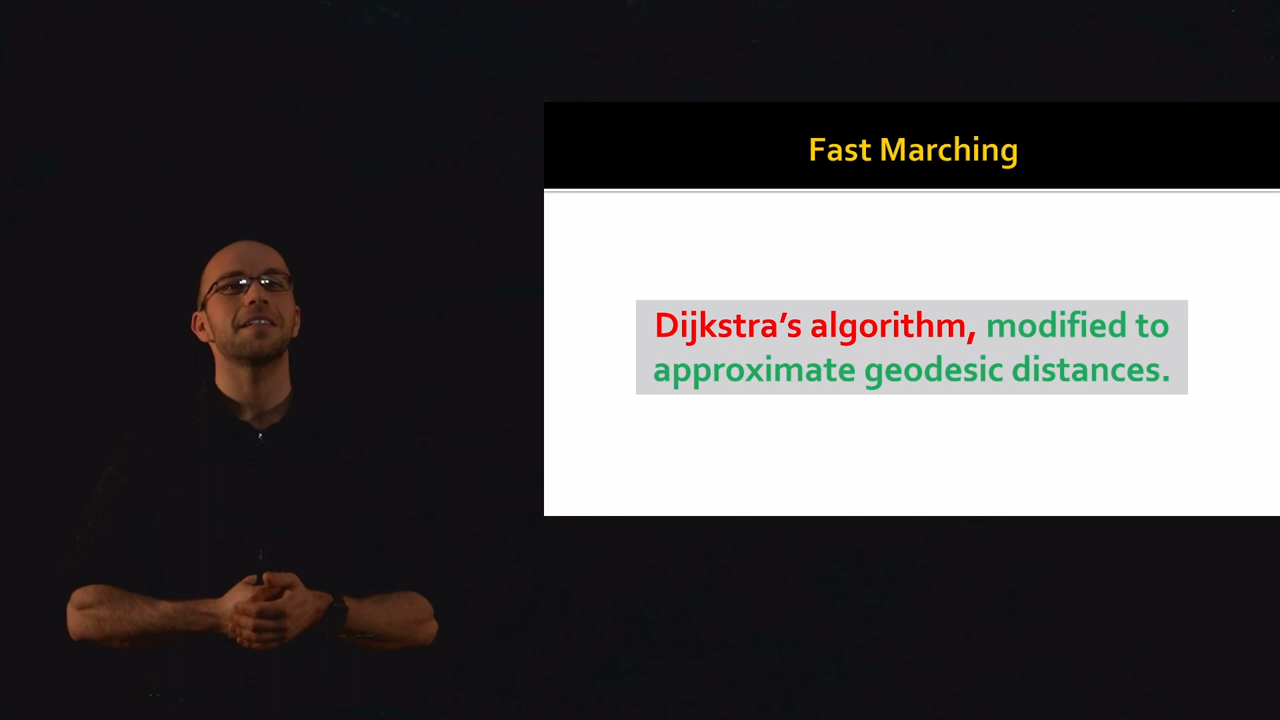 Fast Marching
Dijkstra’s algorithm, modified to
approximate geodesic distances.